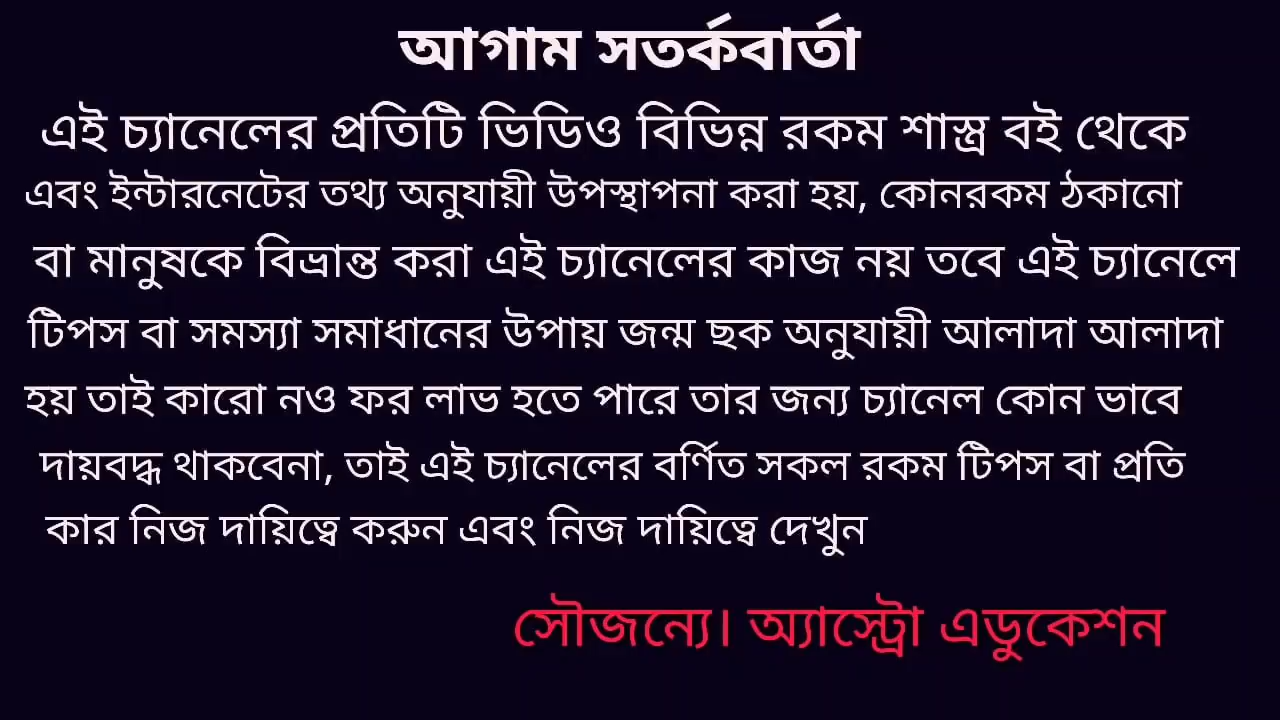 আগাম সতর্কবার্তা
এই চ্যানেলের প্রতিটি ভিডিও বিভিন্ন রকম শাস্ত্র বই থেকে
এবং ইন্টারনেটের তথ্য অনুযায়ী উপস্থাপনা করা হয়, কোনরকম ঠকানো
বা মানুষকে বিভ্রান্ত করা এই চ্যানেলের কাজ নয় তবে এই চ্যানেলে
টিপস বা সমস্যা সমাধানের উপায় জন্ম ছক অনুযায়ী আলাদা আলাদা
হয় তাই কারো নও ফর লাভ হতে পারে তার জন্য চ্যানেল কোন ভাবে
দায়বদ্ধ থাকবেনা, তাই এই চ্যানেলের বর্ণিত সকল রকম টিপস বা প্রতি
কার নিজ দায়িত্বে করুন এবং নিজ দায়িত্বে দেখুন
সৌজন্যে। অ্যাস্ট্রো এডুকেশন